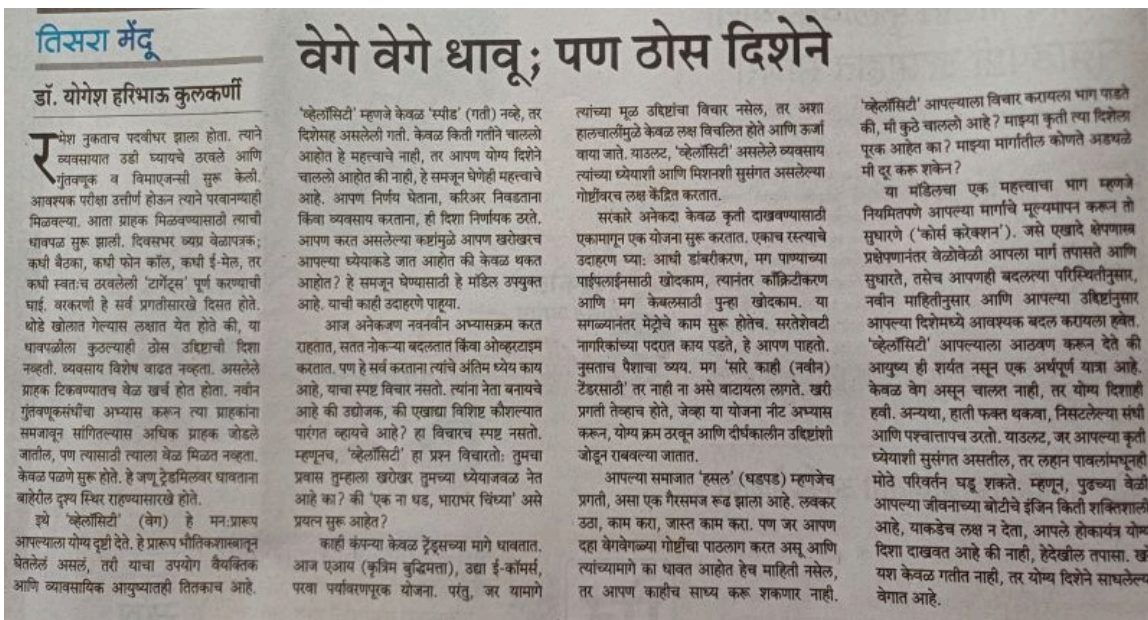 तिसरा मेंदू
वेगे वेगे धावू; पण ठोस दिशेने
डॉ. योगेश हरिभाऊ कुलकर्णी
रमेश नुकताच पदवीधर झाला होता. त्याने
व्यवसायात उडी घ्यायचे ठरवले आणि
गुंतवणूक व विमाएजन्सी सुरू केली.
आवश्यक परीक्षा उत्तीर्ण होऊन त्याने परवानग्याही
मिळवल्या. आता ग्राहक मिळवण्यासाठी त्याची
धावपळ सुरू झाली. दिवसभर व्यग्र वेळापत्रक;
कधी बैठका, कधी फोन कॉल, कधी ई-मेल, तर
कधी स्वतःच ठरवलेली 'टार्गेट्स' पूर्ण करण्याची
घाई. वरकरणी हे सर्व प्रगतीसारखे दिसत होते.
थोडे खोलात गेल्यास लक्षात येत होते की, या
धावपळीला कुठल्याही ठोस उद्दिष्टाची दिशा
नव्हती. व्यवसाय विशेष वाढत नव्हता. असलेले
ग्राहक टिकवण्यातच वेळ खर्च होत होता. नवीन
गुंतवणूकसंधींचा अभ्यास करून त्या ग्राहकांना
समजावून सांगितल्यास अधिक ग्राहक जोडले
जातील, पण त्यासाठी त्याला वेळ मिळत नव्हता.
केवळ पळणे सुरू होते. हे जणू ट्रेडमिलवर धावताना
बाहेरील दृश्य स्थिर राहण्यासारखे होते.
इथे 'व्हेलॉसिटी' (वेग) हे मनःप्रारूप
आपल्याला योग्य दृष्टी देते. हे प्रारूप भौतिकशास्त्रातून
घेतलेले असले, तरी याचा उपयोग वैयक्तिक
आणि व्यावसायिक आयुष्यातही तितकाच आहे.
'व्हेलॉसिटी' म्हणजे केवळ 'स्पीड' (गती) नव्हे, तर
दिशेसह असलेली गती. केवळ किती गतीने चाललो
आहोत हे महत्त्वाचे नाही, तर आपण योग्य दिशेने
चाललो आहोत की नाही, हे समजून घेणेही महत्त्वाचे
आहे. आपण निर्णय घेताना, करिअर निवडताना
किंवा व्यवसाय करताना, ही दिशा निर्णायक ठरते.
आपण करत असलेल्या कष्टांमुळे आपण खरोखरच
आपल्या ध्येयाकडे जात आहोत की केवळ थकत
आहोत? हे समजून घेण्यासाठी हे मॉडेल उपयुक्त
आहे. याची काही उदाहरणे पाहूया.
आज अनेकजण नवनवीन अभ्यासक्रम करत
राहतात, सतत नोकऱ्या बदलतात किंवा ओव्हरटाइम
करतात. पण हे सर्व करताना त्यांचे अंतिम ध्येय काय
आहे, याचा स्पष्ट विचार नसतो. त्यांना नेता बनायचे
आहे की उद्योजक, की एखाद्या विशिष्ट कौशल्यात
पारंगत व्हायचे आहे? हा विचारच स्पष्ट नसतो.
म्हणूनच, 'व्हेलॉसिटी' हा प्रश्न विचारतो: तुमचा
प्रवास तुम्हाला खरोखर तुमच्या ध्येयाजवळ नेत
आहे का? की 'एक ना धड, भाराभर चिंध्या' असे
प्रयत्न सुरू आहेत?
काही कंपन्या केवळ ट्रेंड्सच्या मागे धावतात.
आज एआय (कृत्रिम बुद्धिमत्ता), उद्या ई-कॉमर्स,
परवा पर्यावरणपूरक योजना. परंतु, जर यामागे
त्यांच्या मूळ उद्दिष्टांचा विचार नसेल, तर अशा
हालचालींमुळे केवळ लक्ष विचलित होते आणि ऊर्जा
वाया जाते. याउलट, 'व्हेलॉसिटी' असलेले व्यवसाय
त्यांच्या ध्येयाशी आणि मिशनशी सुसंगत असलेल्या
गोष्टींवरच लक्ष केंद्रित करतात.
सरकारे अनेकदा केवळ कृती दाखवण्यासाठी
एकामागून एक योजना सुरू करतात. एकाच रस्त्याचे
उदाहरण घ्या: आधी डांबरीकरण, मग पाण्याच्या
पाईपलाईनसाठी खोदकाम, त्यानंतर काँक्रिटीकरण
आणि मग केबलसाठी पुन्हा खोदकाम. या
सगळ्यानंतर मेट्रोचे काम सुरू होतेच. सरतेशेवटी
नागरिकांच्या पदरात काय पडते, हे आपण पाहतो.
नुसताच पैशाचा व्यय. मग 'सारे काही (नवीन)
टेंडरसाठी' तर नाही ना असे वाटायला लागते. खरी
प्रगती तेव्हाच होते, जेव्हा या योजना नीट अभ्यास
करून, योग्य क्रम ठरवून आणि दीर्घकालीन उद्दिष्टांशी
जोडून राबवल्या जातात.
आपल्या समाजात 'हसल' (धडपड) म्हणजेच
प्रगती, असा एक गैरसमज रूढ झाला आहे. लवकर
उठा, काम करा, जास्त काम करा. पण जर आपण
दहा वेगवेगळ्या गोष्टींचा पाठलाग करत असू आणि
त्यांच्यामागे का धावत आहोत हेच माहिती नसेल,
तर आपण काहीच साध्य करू शकणार नाही.
'व्हेलॉसिटी' आपल्याला विचार करायला भाग पाडते
की, मी कुठे चाललो आहे? माझ्या कृती त्या दिशेला
पूरक आहेत का? माझ्या मार्गातील कोणते अडथळे
मी दूर करू शकेन?
या मॉडेलचा एक महत्त्वाचा भाग म्हणजे
नियमितपणे आपल्या मार्गाचे मूल्यमापन करून तो
सुधारणे ('कोर्स करेक्शन'). जसे एखादे क्षेपणास्त्र
प्रक्षेपणानंतर वेळोवेळी आपला मार्ग तपासते आणि
सुधारते, तसेच आपणही बदलत्या परिस्थितीनुसार,
नवीन माहितीनुसार आणि आपल्या उद्दिष्टांनुसार
आपल्या दिशेमध्ये आवश्यक बदल करायला हवेत.
'व्हेलॉसिटी' आपल्याला आठवण करून देते की
आयुष्य ही शर्यत नसून एक अर्थपूर्ण यात्रा आहे.
केवळ वेग असून चालत नाही, तर योग्य दिशाही
हवी. अन्यथा, हाती फक्त थकवा, निसटलेल्या
आणि पश्चात्तापच उरतो. याउलट, जर आपल्या कृती
ध्येयाशी सुसंगत असतील, तर लहान पावलांमधूनही
मोठे परिवर्तन घडू शकते. म्हणून, पुढच्या वेळी
आपल्या जीवनाच्या बोटीचे इंजिन किती
आहे, याकडेच लक्ष न देता, आपले होकायंत्र
दिशा दाखवत आहे की नाही, हेदेखील तपासा.
यश केवळ गतीत नाही, तर योग्य दिशेने साधलेल्या
वेगात आहे.